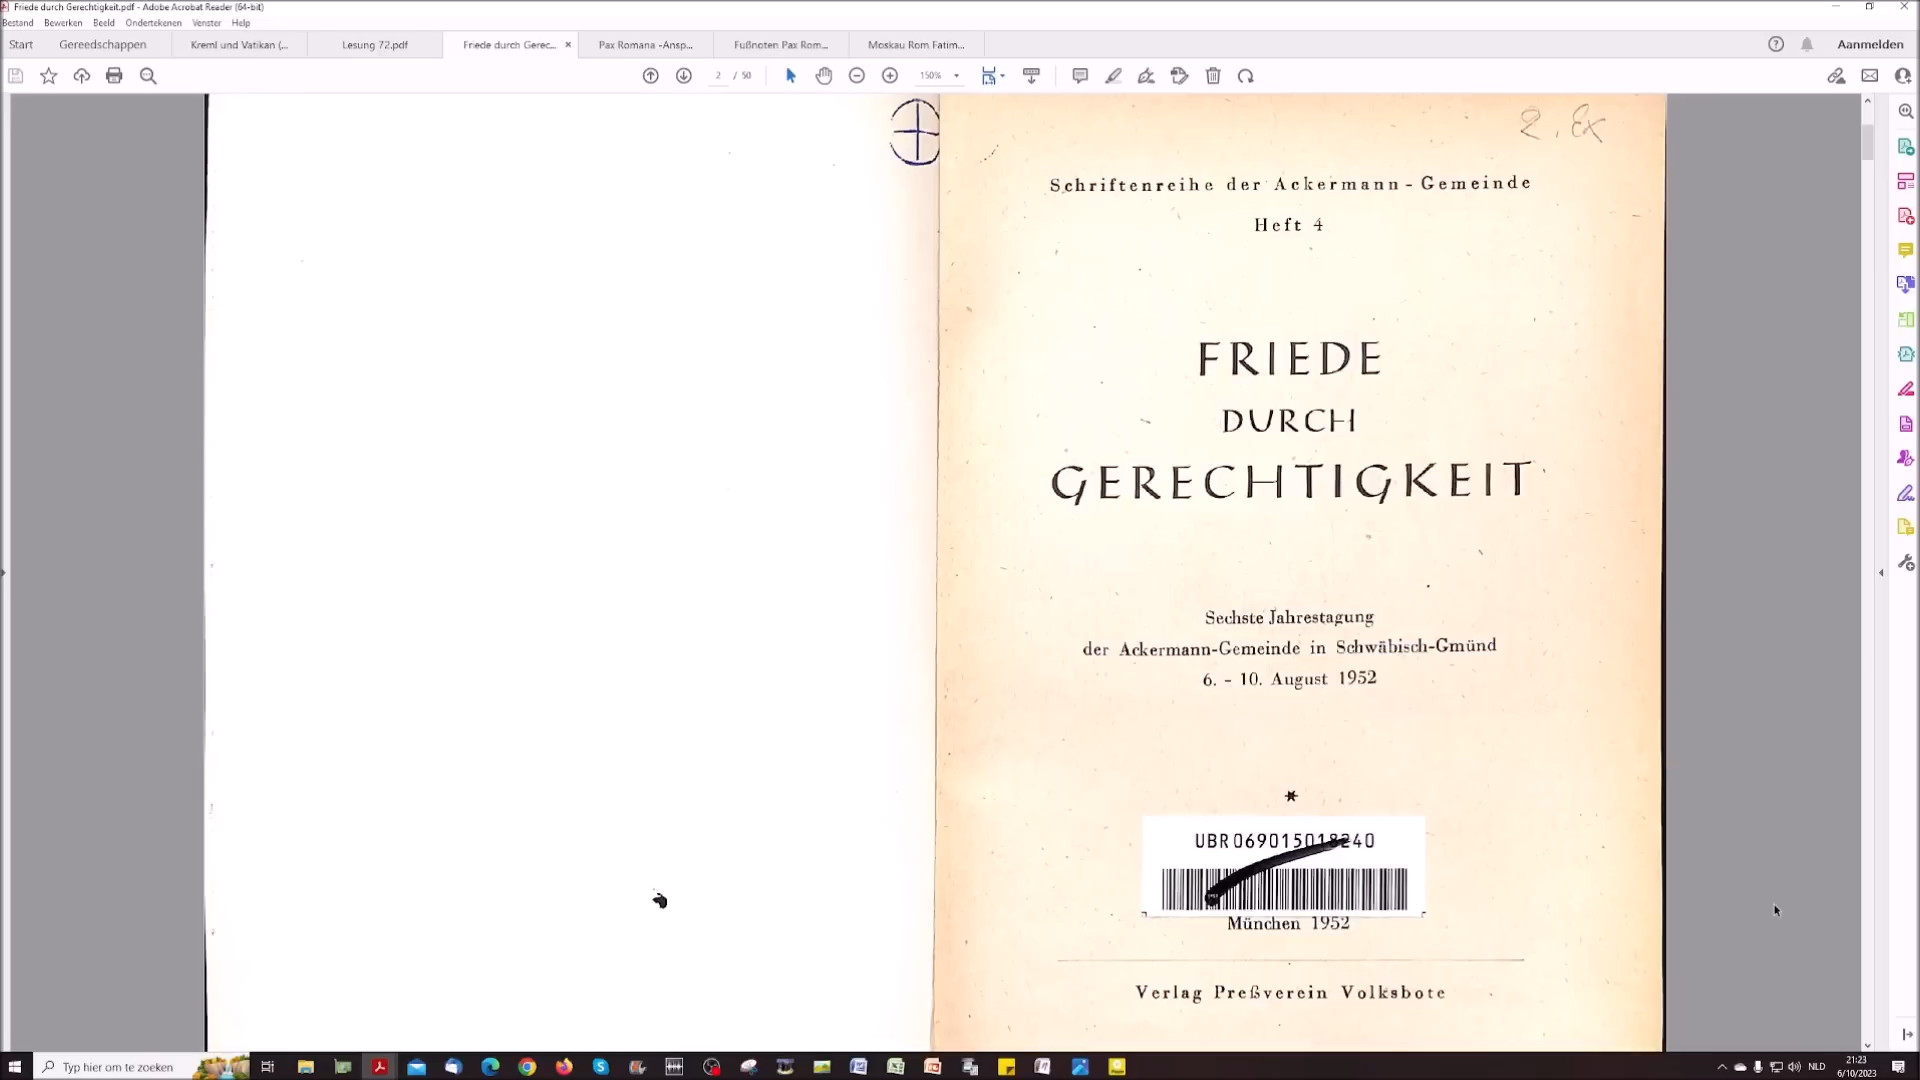 Friede durch Gerechtigkeit.pdf - Adobe Acrobat Reader (64-bit)
Bestand Bewerken Beeld Ondertekenen Venster Help
Start Gereedschappen Kreml und Vatikan (... Lesung 72.pdf Friede durch Gerec... × Pax Romana -Ansp... Fußnoten Pax Rom... Moskau Rom Fatim... Aanmelden
2 / 50 150%
2. Ex
Schriftenreihe der Ackermann - Gemeinde
Heft 4
FRIEDE
DURCH
GERECHTIGKEIT
Sechste Jahrestagung
der Ackermann-Gemeinde in Schwäbisch-Gmünd
6. - 10. August 1952
*
UBR069015018240
München 1952
Verlag Preßverein Volksbote
Typ hier om te zoeken
NLD
21:23
6/10/2023